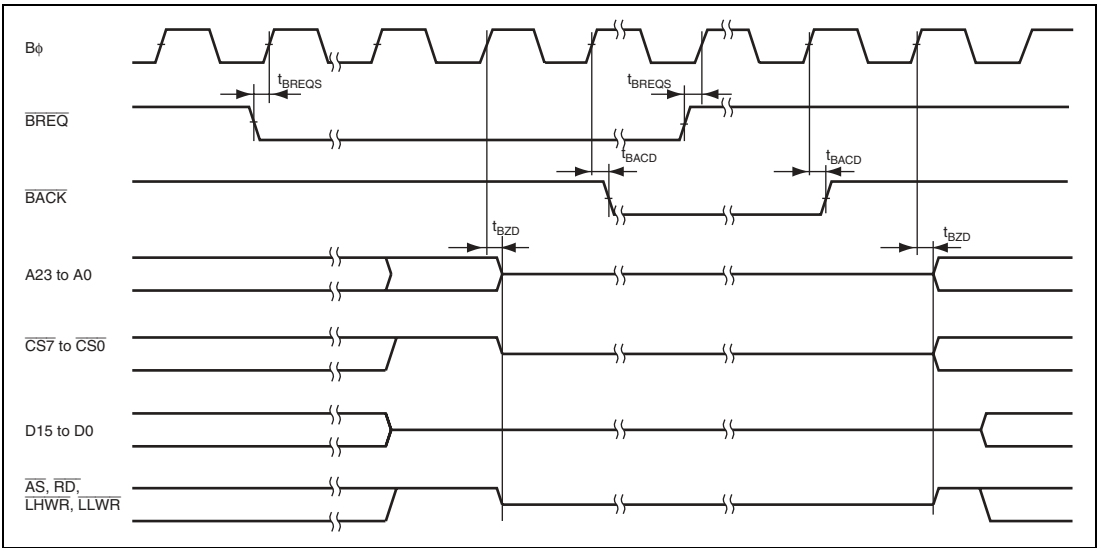 Bϕ
tBREQS
tBREQS
BREQ
tBACD
tBACD
BACK
tBZD
tBZD
A23 to A0
CS7 to CS0
D15 to D0
AS, RD,
LHWR, LLWR